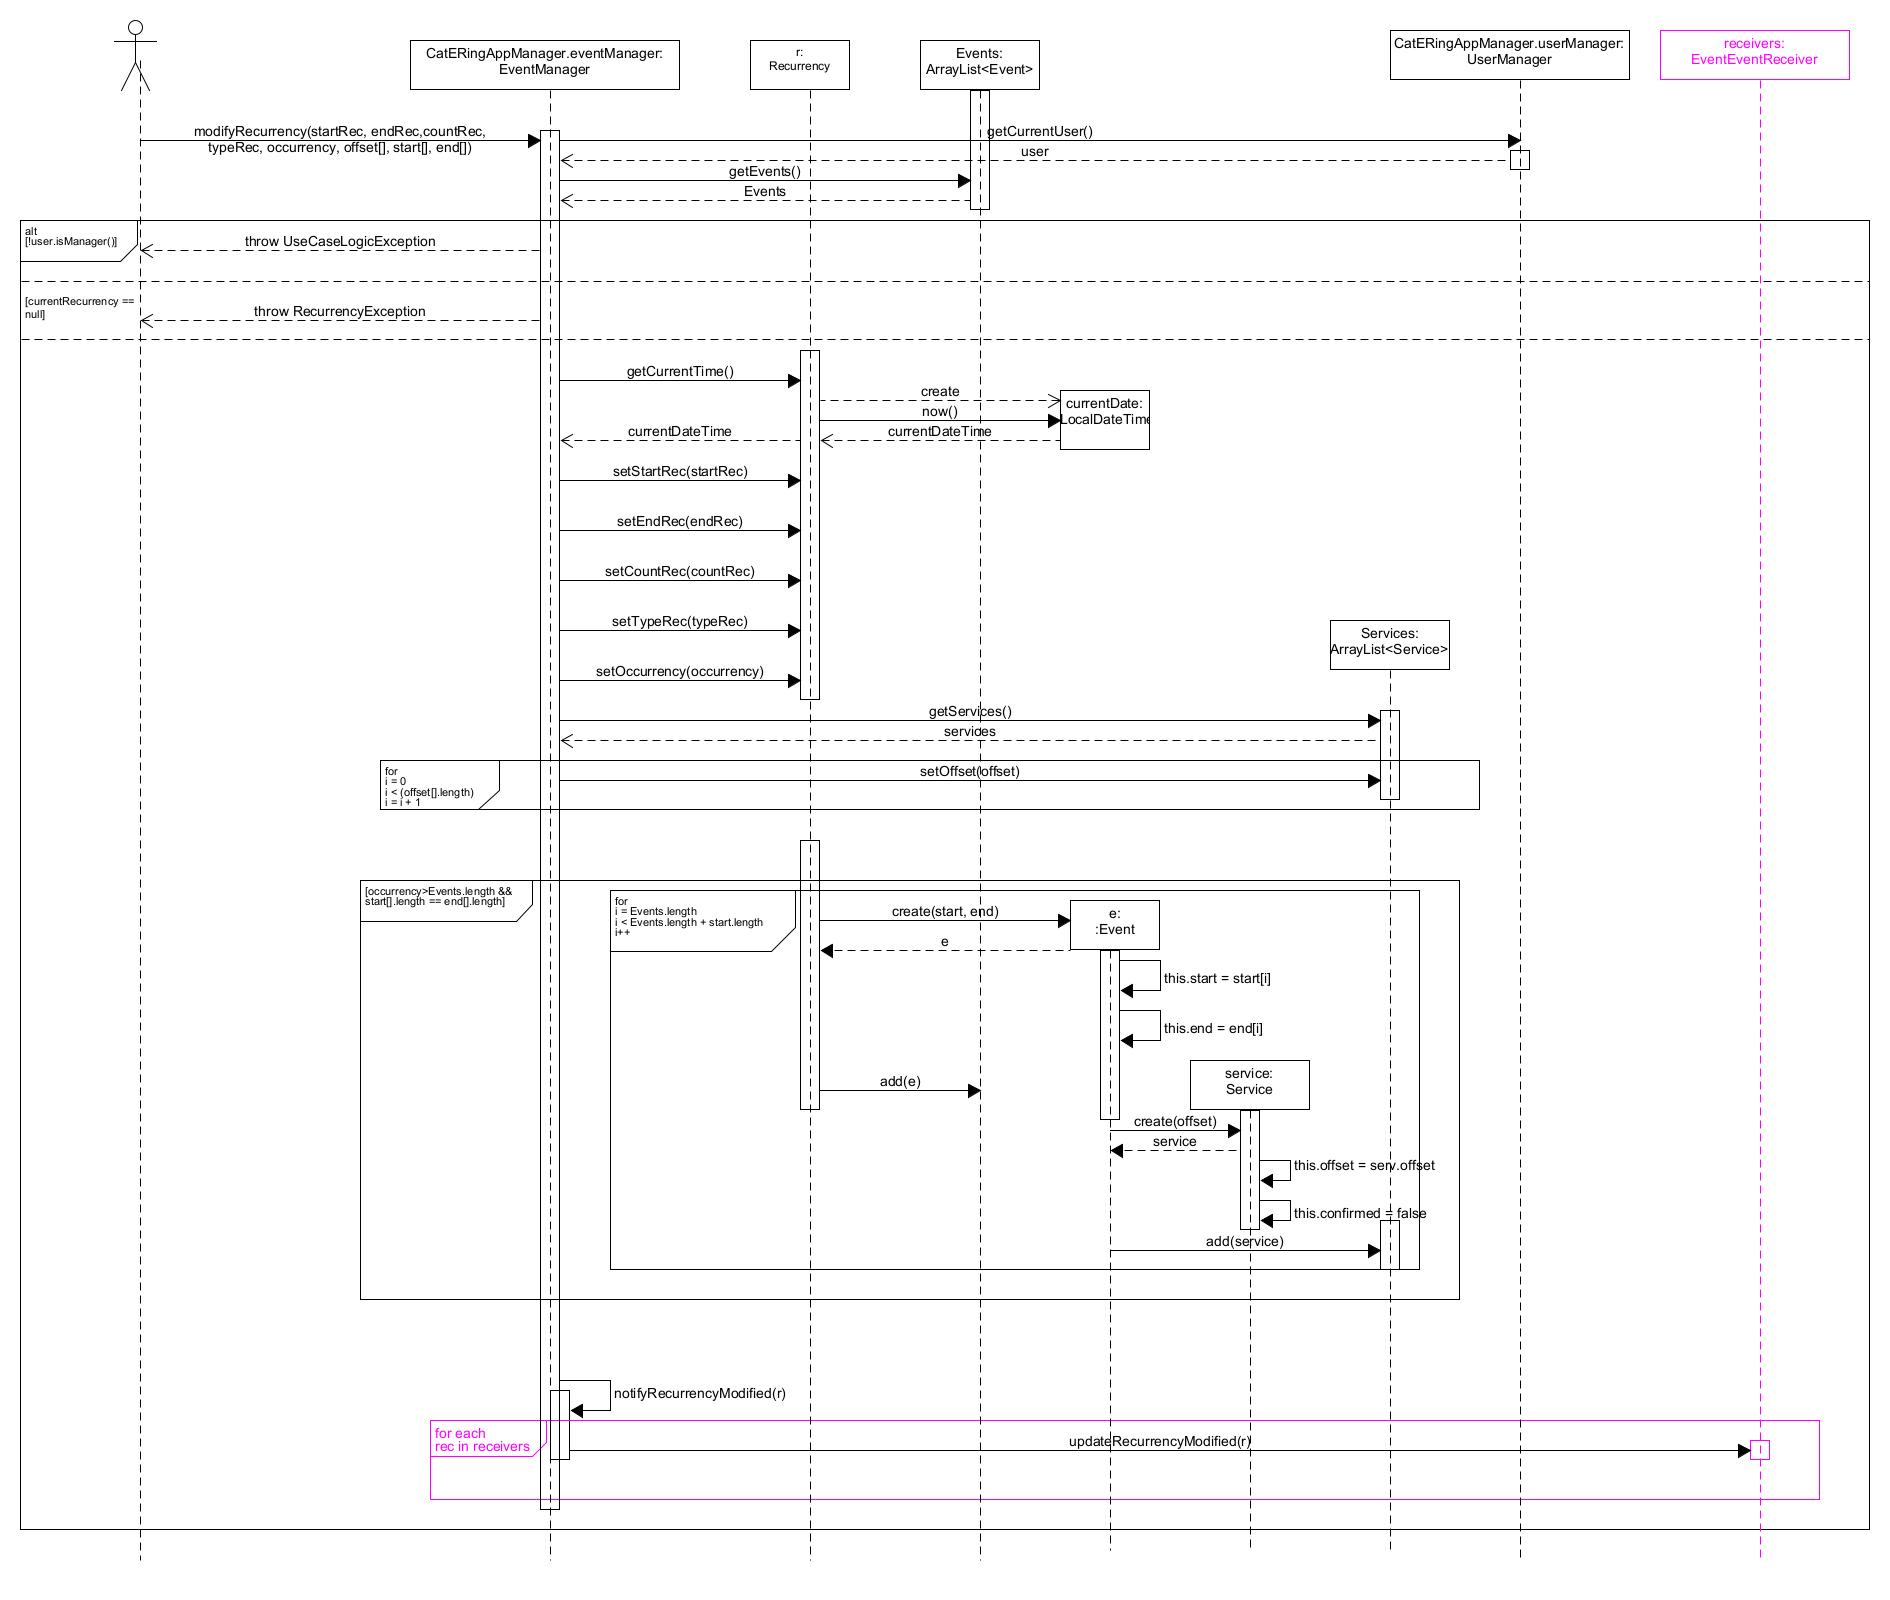 CatERingAppManager.eventManager:
EventManager
r:
Recurrency
Events:
ArrayList<Event>
CatERingAppManager.userManager:
UserManager
receivers:
EventEventReceiver
modifyRecurrency(startRec, endRec,countRec,
typeRec, occurrency, offset[], start[], end[])
getCurrentUser()
user
getEvents()
Events
alt
[!user.isManager()]
throw UseCaseLogicException
[currentRecurrency ==
null]
throw RecurrencyException
getCurrentTime()
create
currentDate:
LocalDateTime
now()
currentDateTime
currentDateTime
setStartRec(startRec)
setEndRec(endRec)
setCountRec(countRec)
setTypeRec(typeRec)
Services:
ArrayList<Service>
setOccurrency(occurrency)
getServices()
services
for
i = 0
i < (offset[].length)
i = i + 1
setOffset(offset)
[occurrency>Events.length &&
start[].length == end[].length]
for
i = Events.length
i < Events.length + start.length
i++
create(start, end)
e:
:Event
e
this.start = start[i]
this.end = end[i]
service:
Service
add(e)
create(offset)
service
this.offset = serv.offset
this.confirmed = false
add(service)
notifyRecurrencyModified(r)
for each
rec in receivers
updateRecurrencyModified(r)